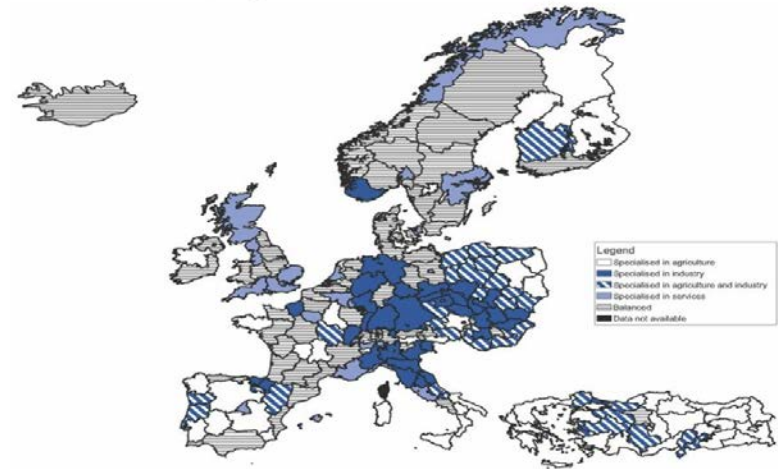 Legend
Specialised in agriculture
Specialised in industry
Specialised in agriculture and industry
Specialised in services
Balanced
Data not available